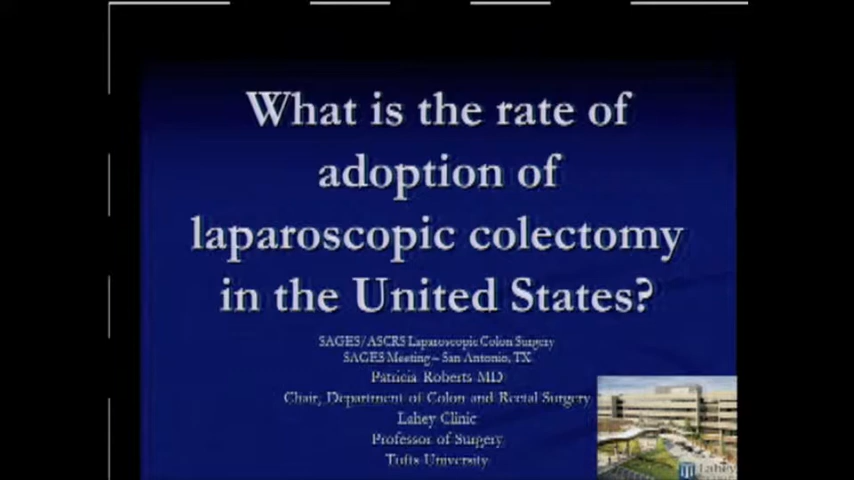 What is the rate of
adoption of
laparoscopic colectomy
in the United States?
SAGES/ASCRS Laparoscopic Colon Surgery
SAGES Meeting – San Antonio, TX
Patricia Roberts MD
Chair, Department of Colon and Rectal Surgery
Lahey Clinic
Professor of Surgery
Tufts University
Lahey